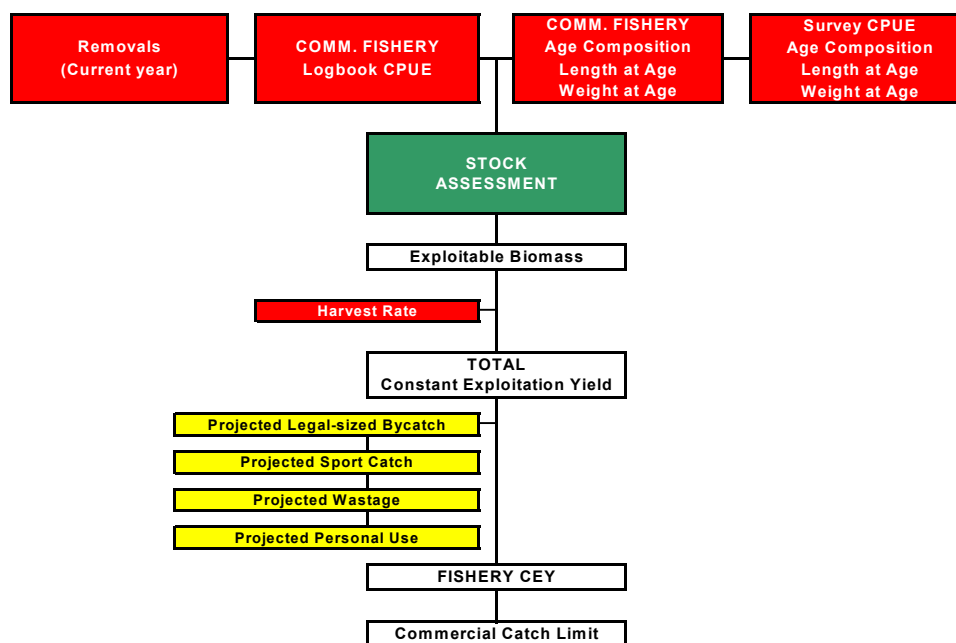 Removals
(Current year)
COMM. FISHERY
Logbook CPUE
COMM. FISHERY
Age Composition
Length at Age
Weight at Age
Survey CPUE
Age Composition
Length at Age
Weight at Age
STOCK
ASSESSMENT
Exploitable Biomass
Harvest Rate
TOTAL
Constant Exploitation Yield
Projected Legal-sized Bycatch
Projected Sport Catch
Projected Wastage
Projected Personal Use
FISHERY CEY
Commercial Catch Limit